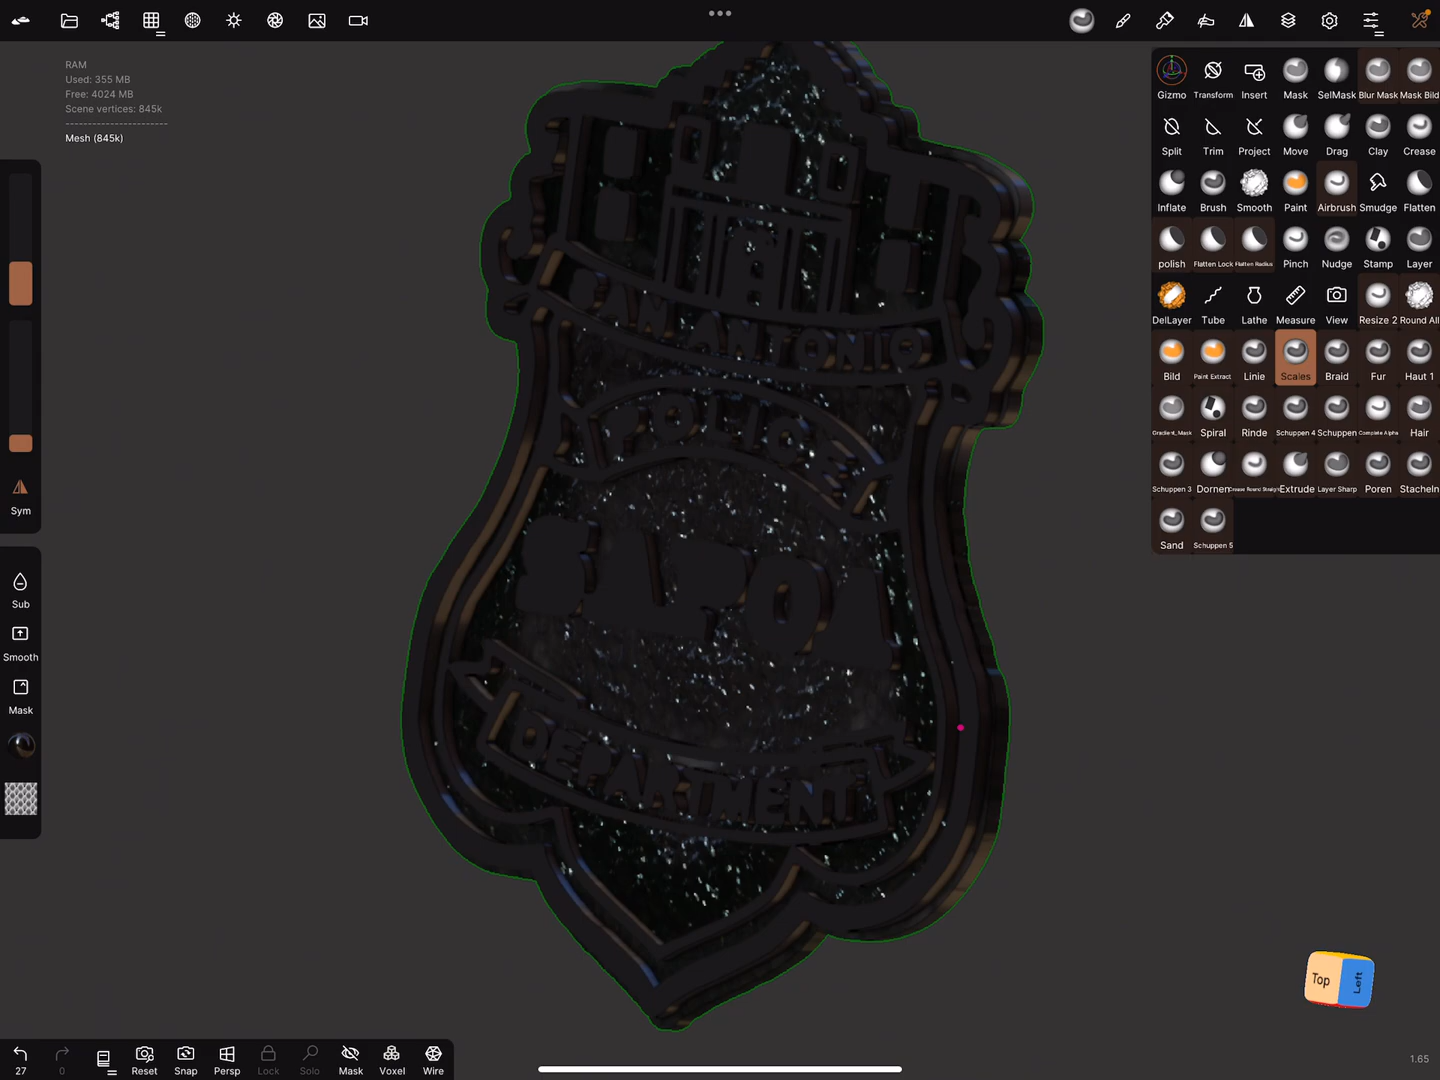 RAM
Used: 355 MB
Free: 4024 MB
Scene vertices: 845k
Mesh (845k)
Sym
Sub
Smooth
Mask
Gizmo Transform Insert Mask SelMask Blur Mask Mask Bild
Split Trim Project Move Drag Clay Crease
Inflate Brush Smooth Paint Airbrush Smudge Flatten
polish Flatten Lock Flatten Radius Pinch Nudge Stamp Layer
DelLayer Tube Lathe Measure View Resize 2 Round All
Bild Paint Extract Linie Scales Braid Fur Haut 1
Gradient_Mask Spiral Rinde Schuppen 4 Schuppen Complete Alpha Hair
Schuppen 3 Dornen Extrude Layer Sharp Poren Stacheln
Sand Schuppen 5
SAN ANTONIO
POLICE
DEPARTMENT
Top Left
27 0 Reset Snap Persp Lock Solo Mask Voxel Wire
1.65